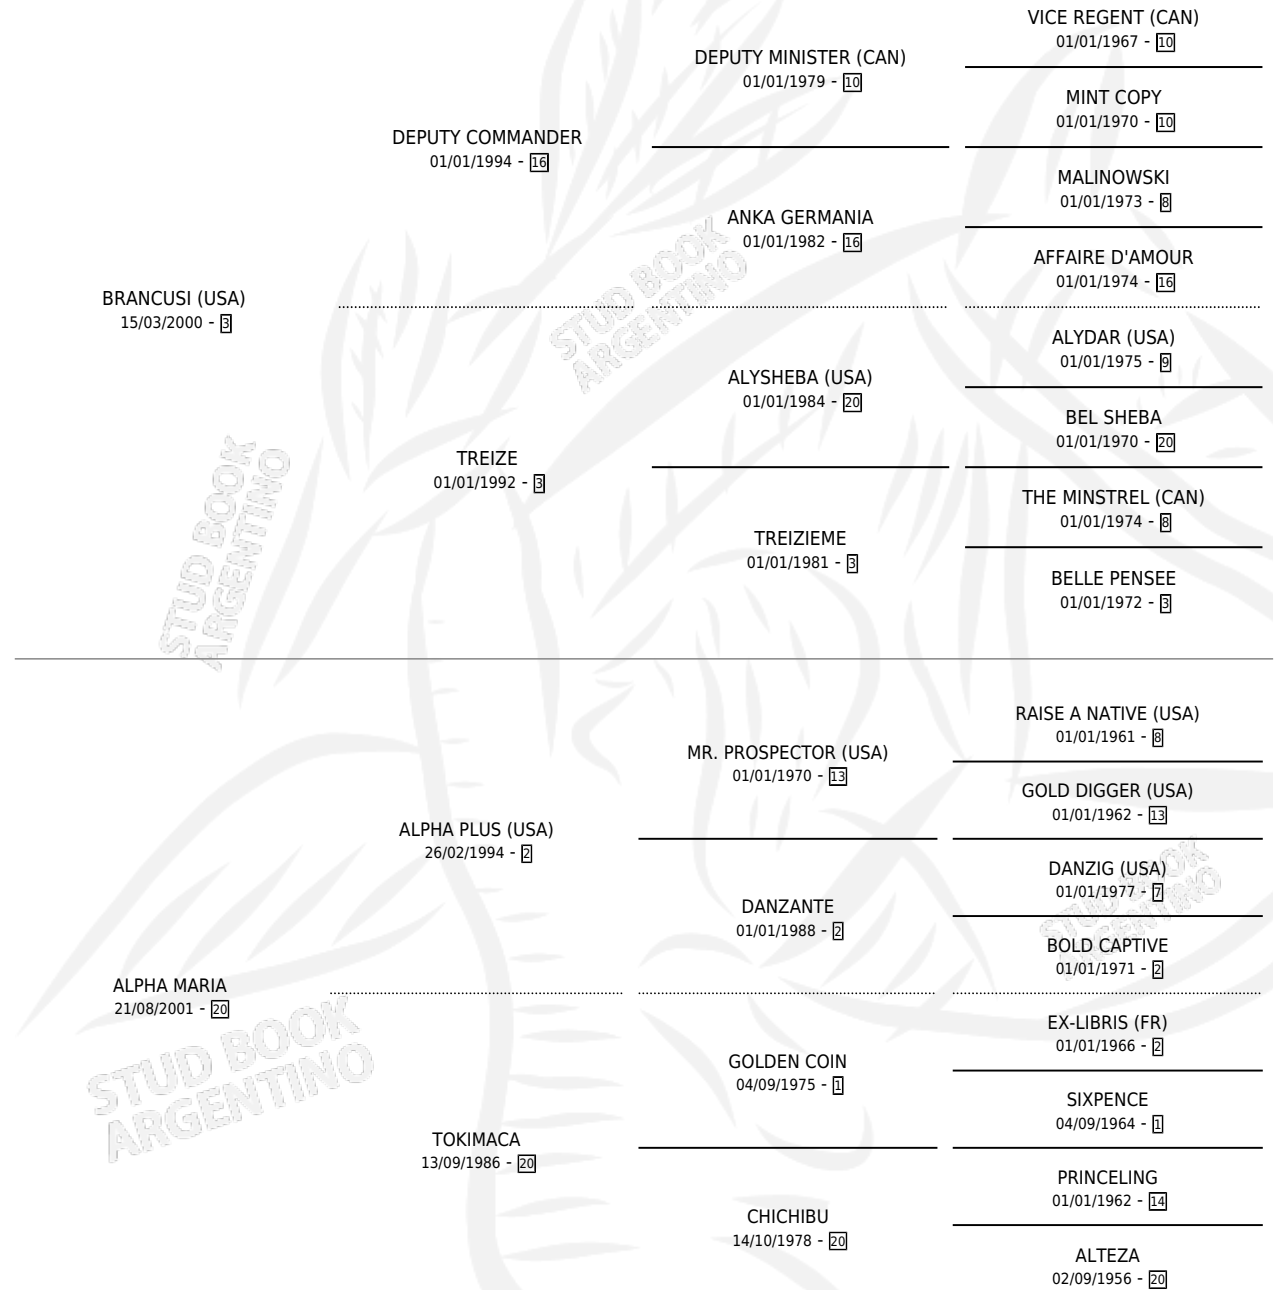 VICE REGENT (CAN)
01/01/1967 - 10
DEPUTY MINISTER (CAN)
01/01/1979 - 10
MINT COPY
01/01/1970 - 10
DEPUTY COMMANDER
01/01/1994 - 16
MALINOWSKI
01/01/1973 - 8
ANKA GERMANIA
01/01/1982 - 16
AFFAIRE D'AMOUR
01/01/1974 - 16
BRANCUSI (USA)
15/03/2000 - 3
STUD BOOK
ARGENTINO
ALYDAR (USA)
01/01/1975 - 9
ALYSHEBA (USA)
01/01/1984 - 20
BEL SHEBA
01/01/1970 - 20
TREIZE
01/01/1992 - 3
THE MINSTREL (CAN)
01/01/1974 - 8
TREIZIEME
01/01/1981 - 3
BELLE PENSEE
01/01/1972 - 3
STUD BOOK
ARGENTINO
RAISE A NATIVE (USA)
01/01/1961 - 8
MR. PROSPECTOR (USA)
01/01/1970 - 13
GOLD DIGGER (USA)
01/01/1962 - 13
ALPHA PLUS (USA)
26/02/1994 - 2
DANZIG (USA)
01/01/1977 - 7
DANZANTE
01/01/1988 - 2
BOLD CAPTIVE
01/01/1971 - 2
STUD BOOK
ARGENTINO
ALPHA MARIA
21/08/2001 - 20
EX-LIBRIS (FR)
01/01/1966 - 2
GOLDEN COIN
04/09/1975 - 1
SIXPENCE
04/09/1964 - 1
STUD BOOK
ARGENTINO
TOKIMACA
13/09/1986 - 20
PRINCELING
01/01/1962 - 14
CHICHIBU
14/10/1978 - 20
ALTEZA
02/09/1956 - 20